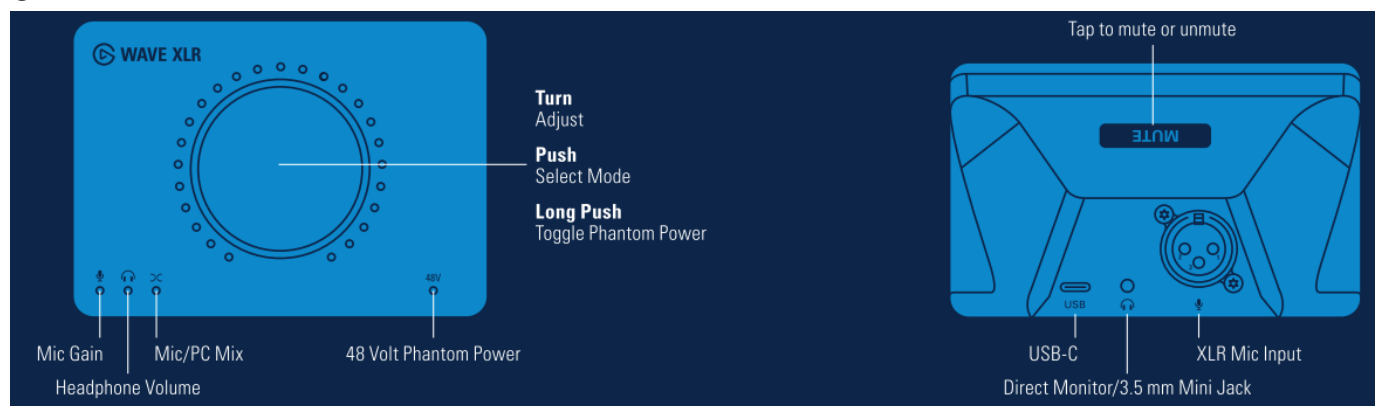 WAVE XLR
Turn
Adjust
Push
Select Mode
Long Push
Toggle Phantom Power
48V
Mic Gain
Mic/PC Mix
48 Volt Phantom Power
Headphone Volume
Tap to mute or unmute
MUTE
USB
USB-C
XLR Mic Input
Direct Monitor/3.5 mm Mini Jack